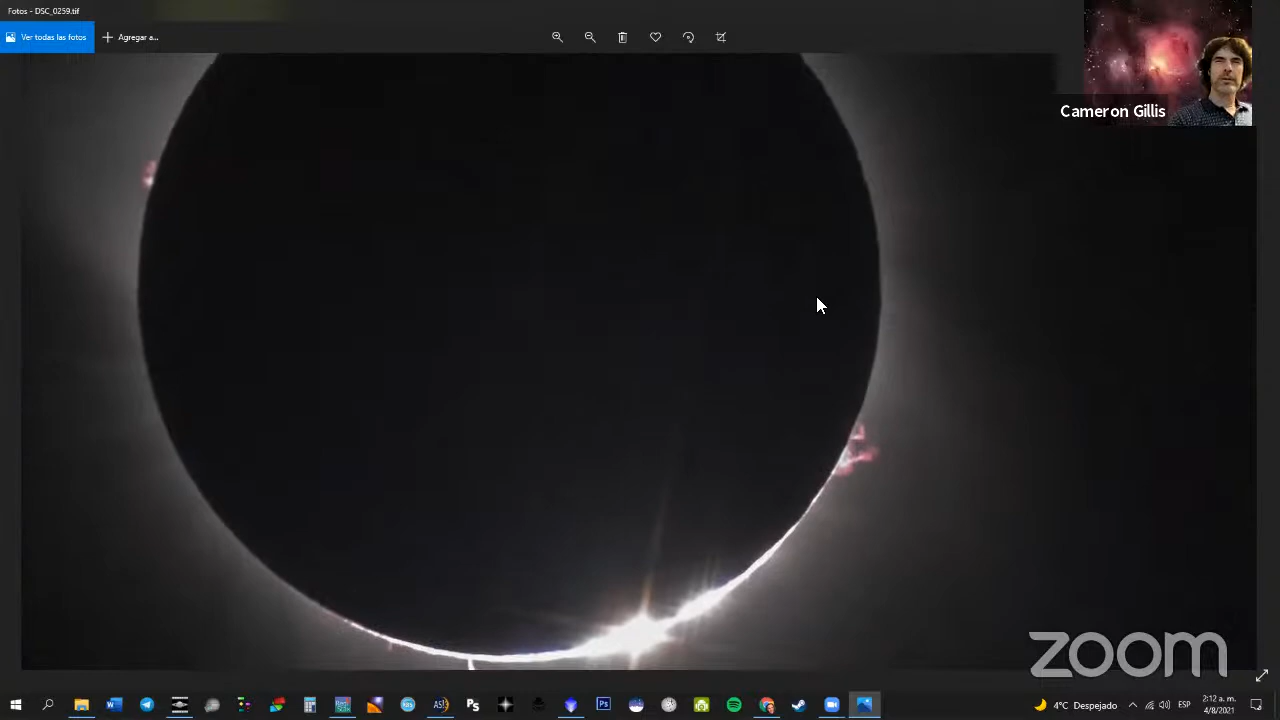 Fotos - DSC_0259.tif
Ver todas las fotos
Agregar a...
Cameron Gillis
zoom
4°C Despejado
ESP
2:12 a. m.
4/8/2021